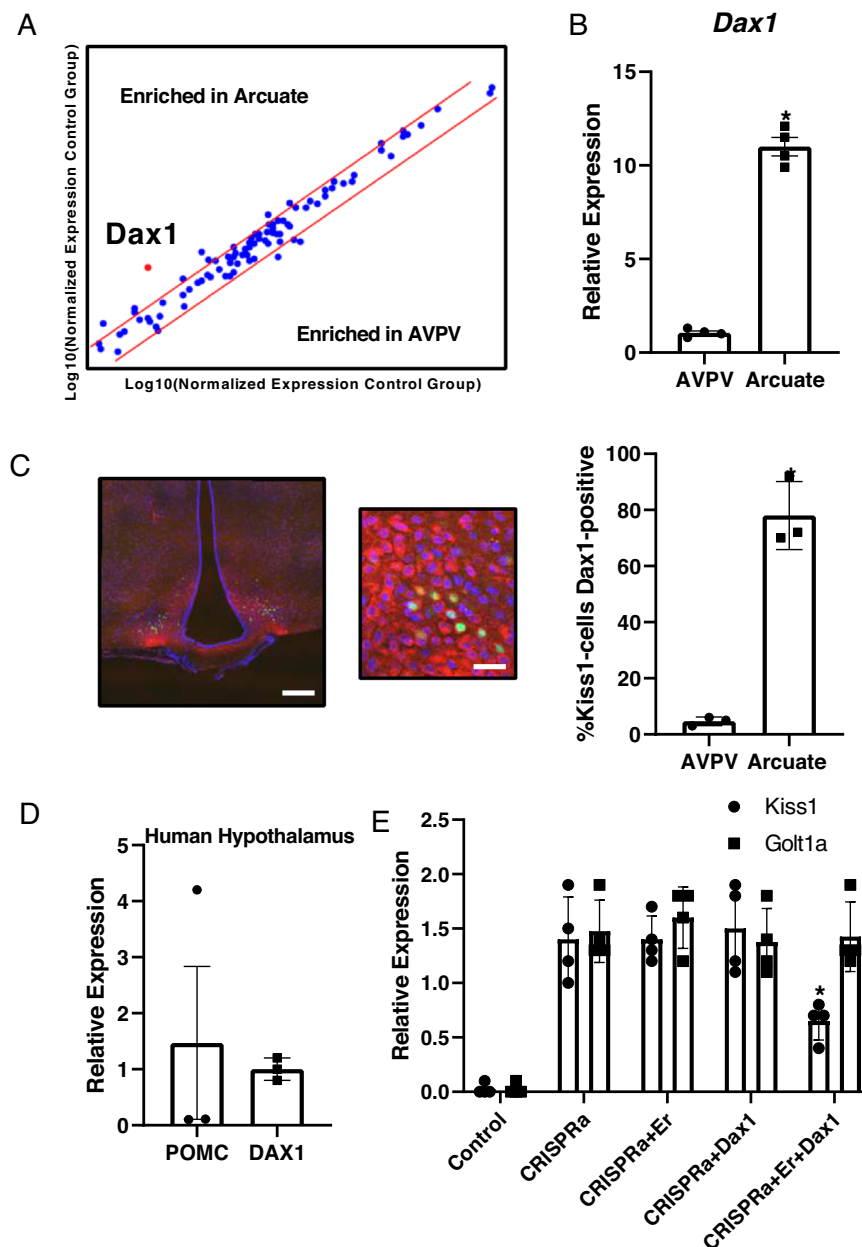 A
Enriched in Arcuate
Dax1
Enriched in AVPV
Log10(Normalized Expression Control Group)
Log10(Normalized Expression Control Group)
B
Dax1
Relative Expression
15
10
5
0
*
AVPV
Arcuate
C
%Kiss1-cells Dax1-positive
100
80
60
40
20
0
*
AVPV
Arcuate
D
Human Hypothalamus
Relative Expression
5
4
3
2
1
0
POMC
DAX1
E
Kiss1
Golt1a
Relative Expression
2.5
2.0
1.5
1.0
0.5
0.0
*
Control
CRISPRa
CRISPRa+Er
CRISPRa+Dax1
CRISPRa+Er+Dax1